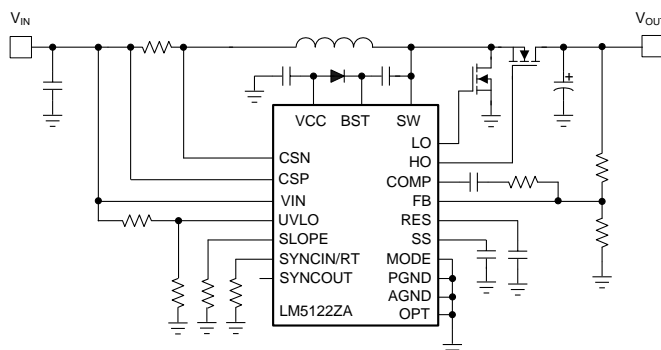 VIN
VOUT
+
VCC BST SW
LO
HO
CSN
COMP
CSP
VIN
FB
UVLO
RES
SLOPE
SS
SYNCIN/RT
MODE
SYNCOUT
PGND
AGND
LM5122ZA
OPT